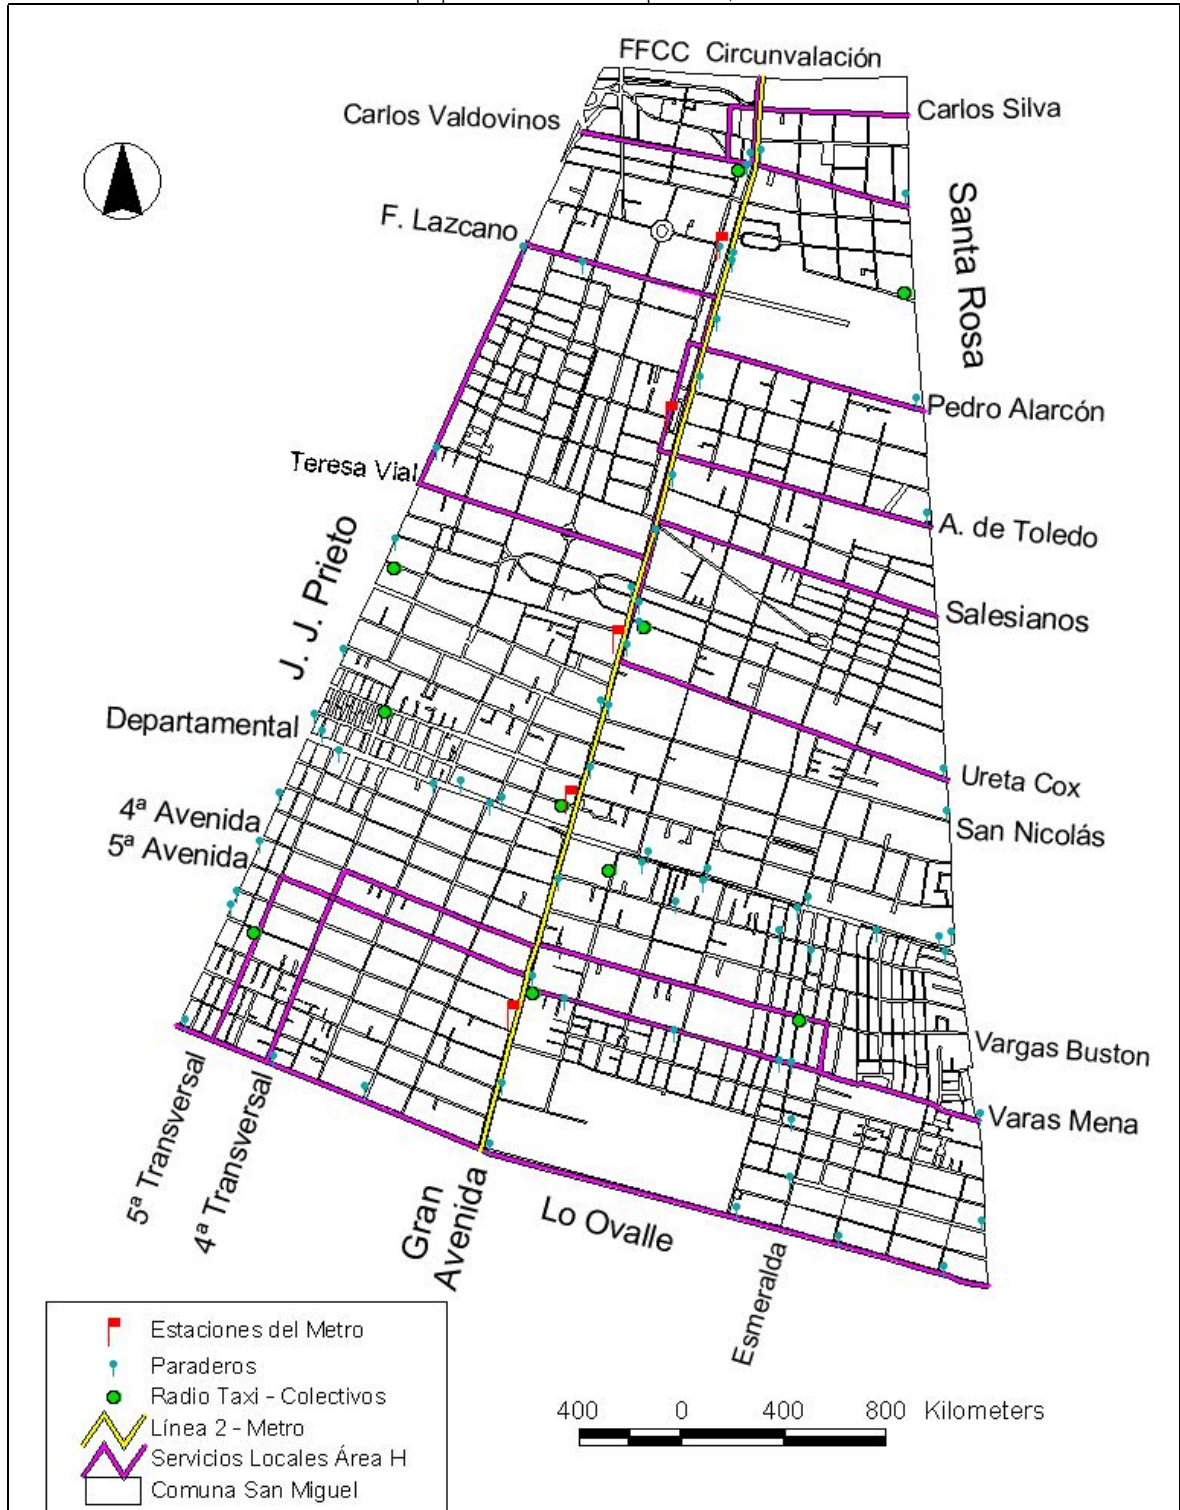 FFCC Circunvalación
Carlos Valdovinos
Carlos Silva
F. Lazcano
Santa Rosa
Pedro Alarcón
Teresa Vial
A. de Toledo
J. J. Prieto
Salesianos
Departamental
Ureta Cox
4ª Avenida
San Nicolás
5ª Avenida
Vargas Buston
Varas Mena
5ª Transversal
4ª Transversal
Gran
Avenida
Lo Ovalle
Esmeralda
Estaciones del Metro
Paraderos
Radio Taxi - Colectivos
Línea 2 - Metro
Servicios Locales Área H
Comuna San Miguel
400 0 400 800 Kilometers